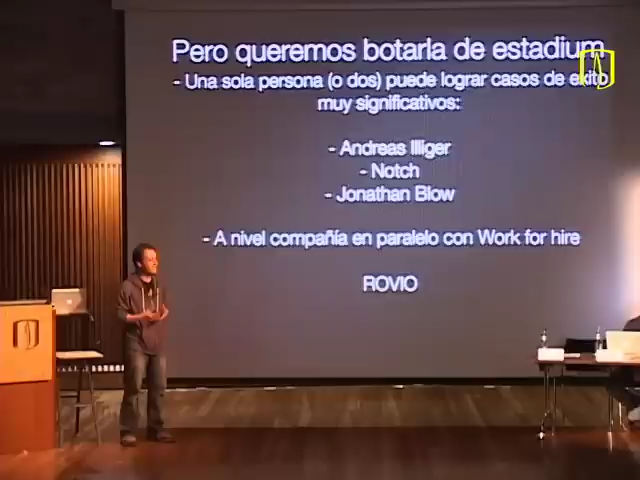 Pero queremos botarla de estadium
- Una sola persona (o dos) puede lograr casos de exito
muy significativos:
- Andreas Illiger
- Notch
- Jonathan Blow
- A nivel compañía en paralelo con Work for hire
ROVIO